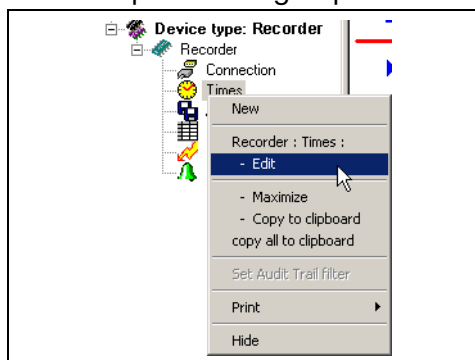 Device type: Recorder
Recorder
Connection
Times
New
Recorder : Times :
- Edit
- Maximize
- Copy to clipboard
copy all to clipboard
Set Audit Trail filter
Print
Hide